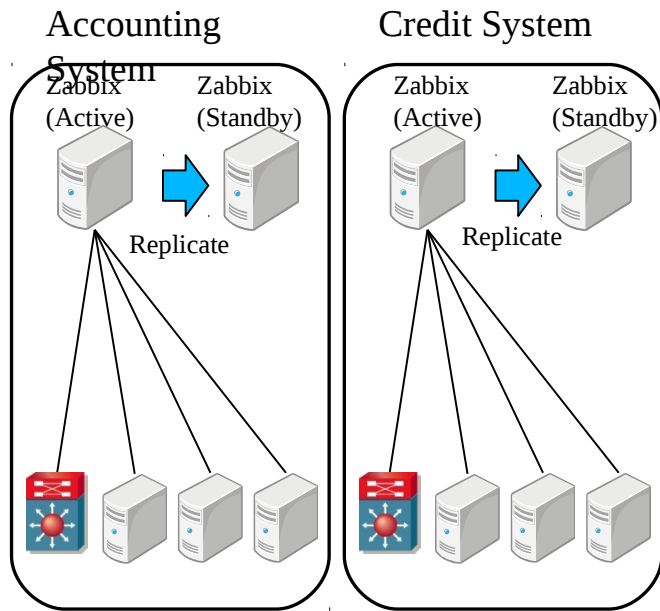 Accounting
System
Zabbix
(Active)
Zabbix
(Standby)
Replicate
Credit System
Zabbix
(Active)
Zabbix
(Standby)
Replicate